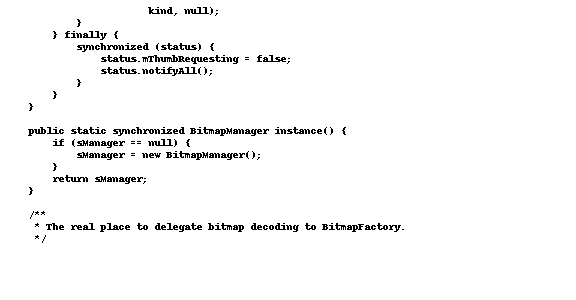 kind, null);
}
} finally {
synchronized (status) {
status.mThumbRequesting = false;
status.notifyAll();
}
}
}
public static synchronized BitmapManager instance() {
if (sManager == null) {
sManager = new BitmapManager();
}
return sManager;
}
/**
* The real place to delegate bitmap decoding to BitmapFactory.
*/